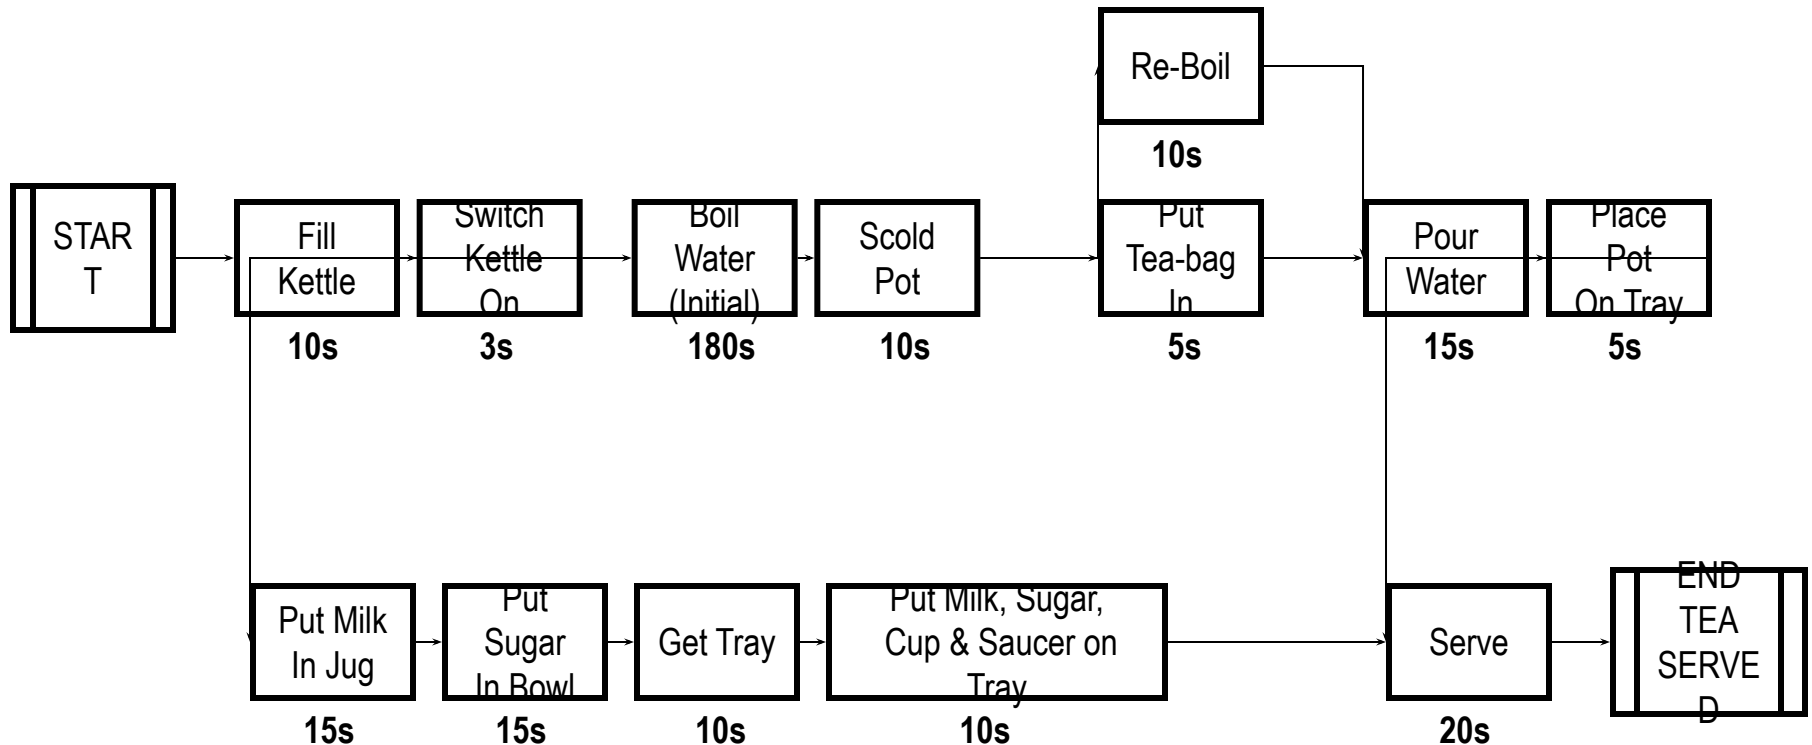 Re-Boil
10s
STAR
T
Fill
Kettle
10s
Switch
Kettle
On
3s
Boil
Water
(Initial)
180s
Scold
Pot
10s
Put
Tea-bag
In
5s
Pour
Water
15s
Place
Pot
On Tray
5s
Put Milk
In Jug
15s
Put
Sugar
In Bowl
15s
Get Tray
10s
Put Milk, Sugar,
Cup & Saucer on
Tray
10s
Serve
20s
END
TEA
SERVE
D